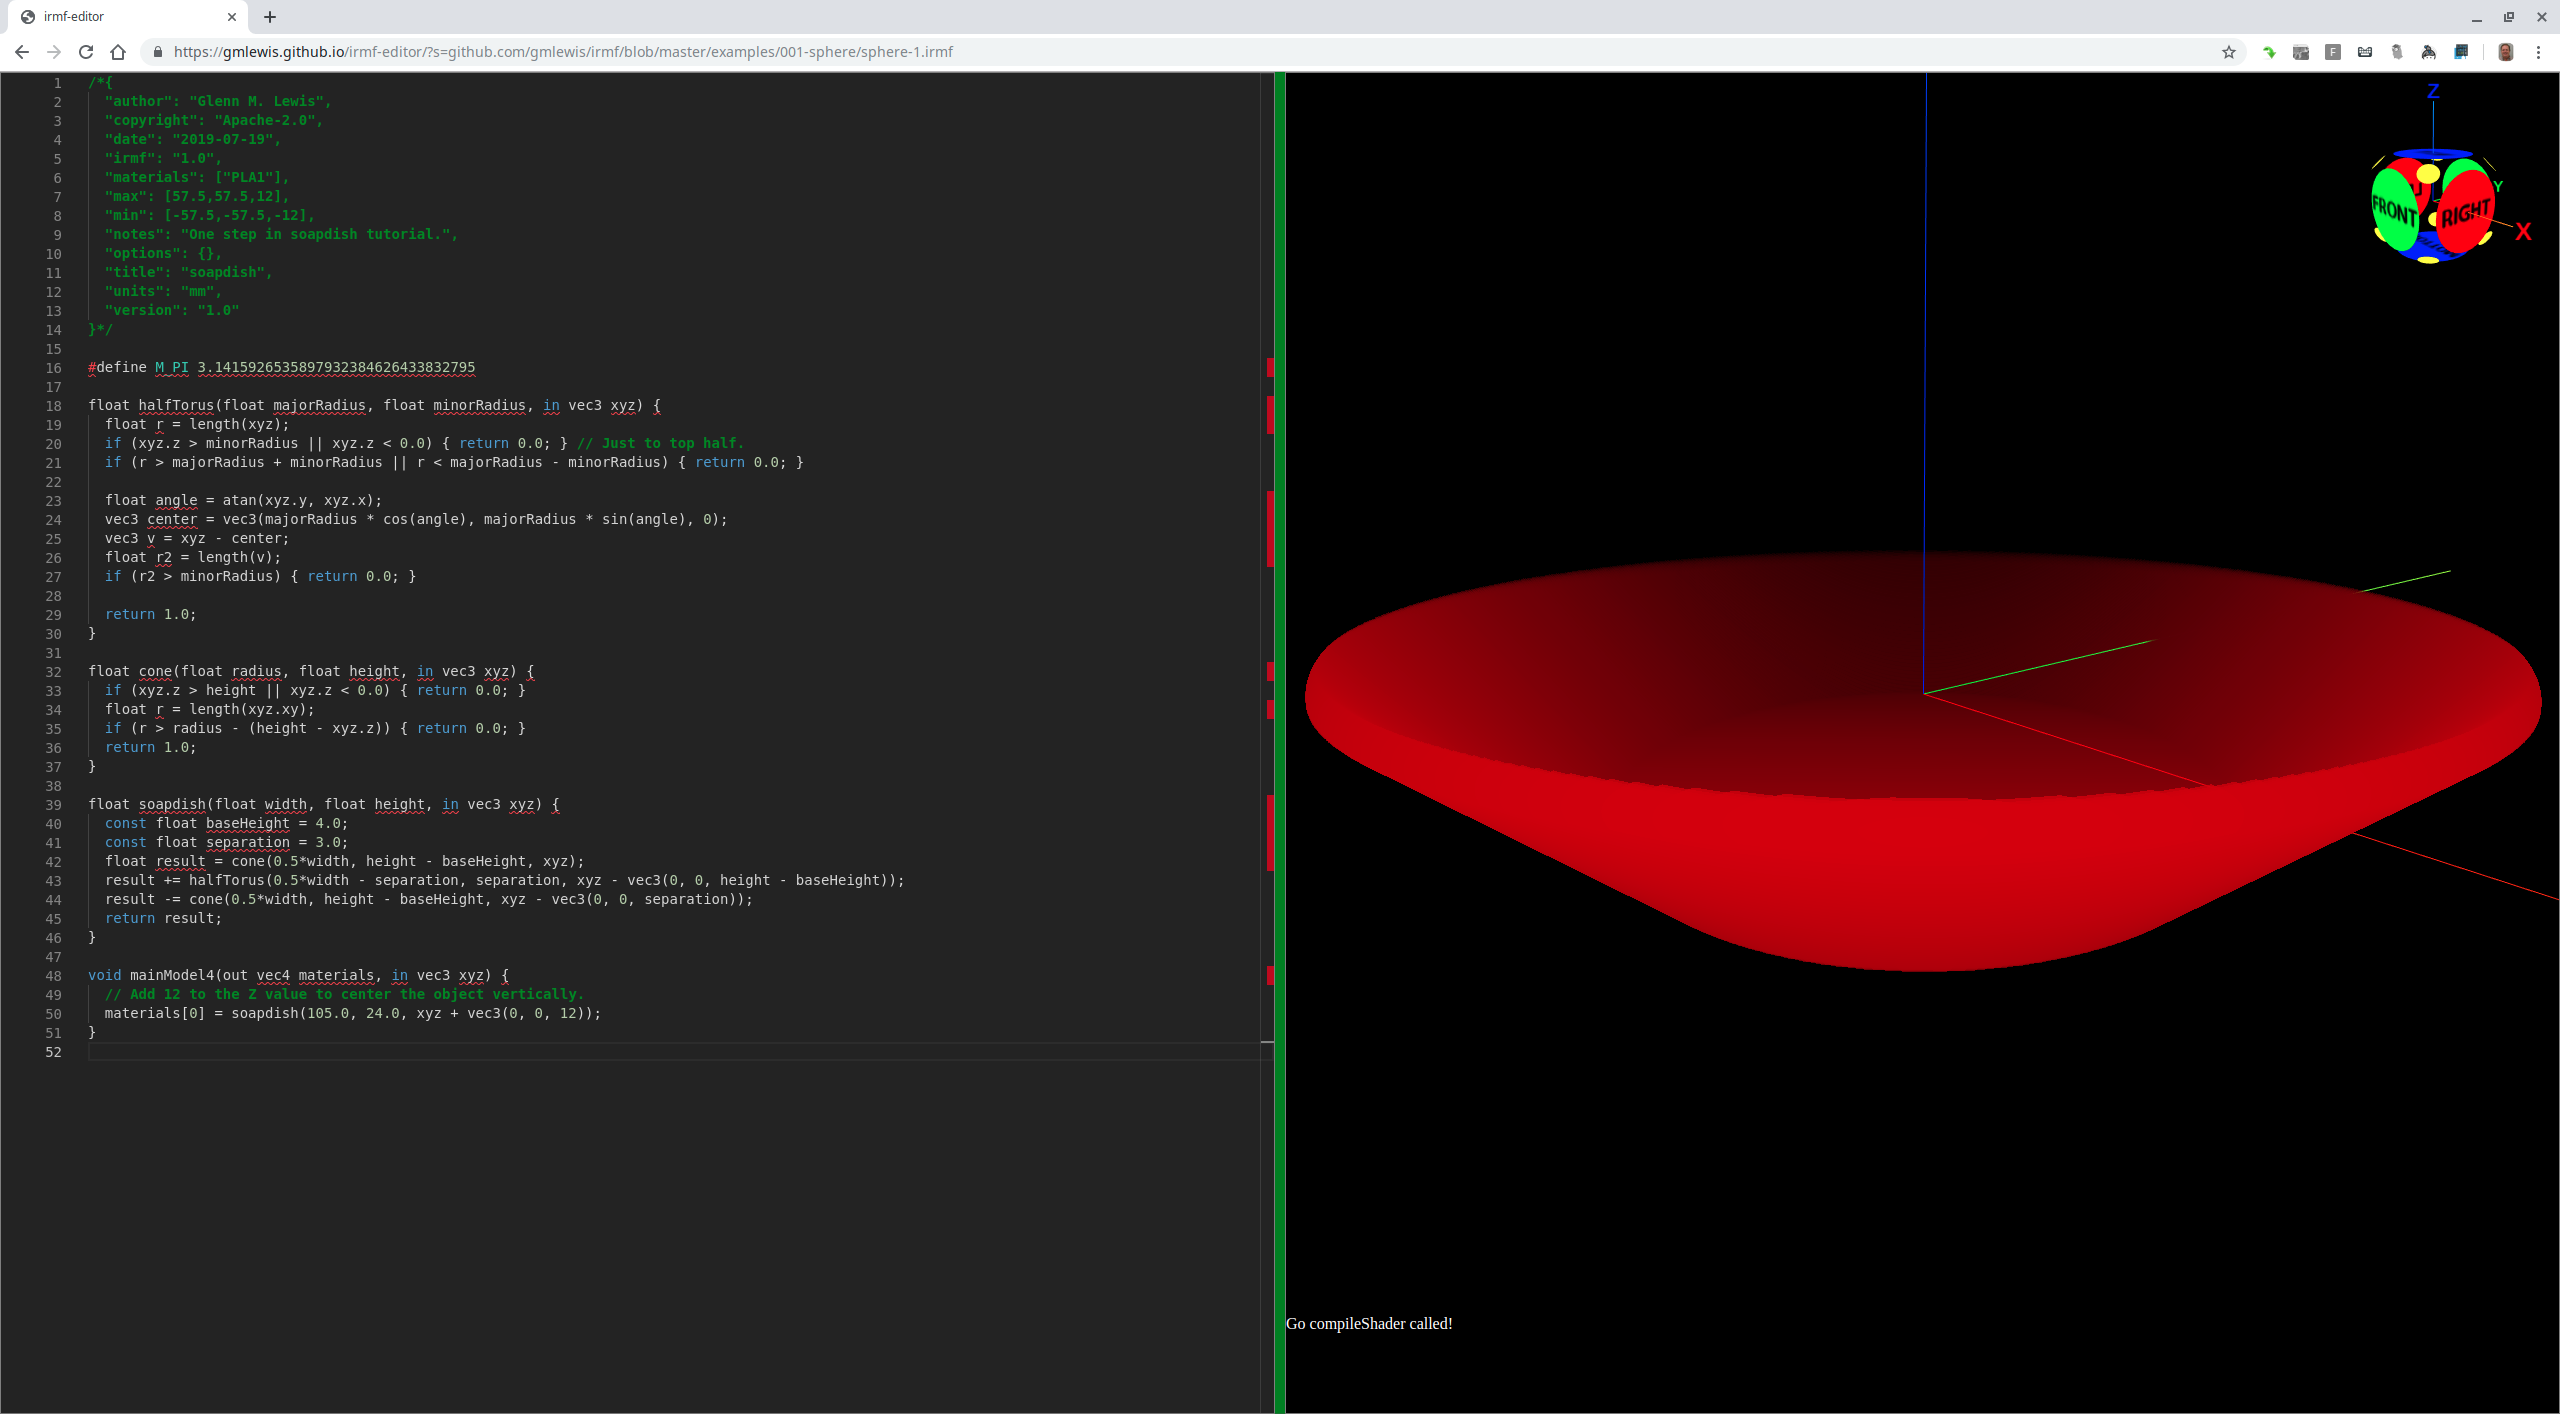 irmf-editor
https://gmlewis.github.io/irmf-editor/?s=github.com/gmlewis/irmf/blob/master/examples/001-sphere/sphere-1.irmf
F
1 /*{
2   "author": "Glenn M. Lewis",
3   "copyright": "Apache-2.0",
4   "date": "2019-07-19",
5   "irmf": "1.0",
6   "materials": ["PLA1"],
7   "max": [57.5,57.5,12],
8   "min": [-57.5,-57.5,-12],
9   "notes": "One step in soapdish tutorial.",
10   "options": {},
11   "title": "soapdish",
12   "units": "mm",
13   "version": "1.0"
14 }*/
15
16 #define M_PI 3.1415926535897932384626433832795
17
18 float halfTorus(float majorRadius, float minorRadius, in vec3 xyz) {
19   float r = length(xyz);
20   if (xyz.z > minorRadius || xyz.z < 0.0) { return 0.0; } // Just to top half.
21   if (r > majorRadius + minorRadius || r < majorRadius - minorRadius) { return 0.0; }
22
23   float angle = atan(xyz.y, xyz.x);
24   vec3 center = vec3(majorRadius * cos(angle), majorRadius * sin(angle), 0);
25   vec3 v = xyz - center;
26   float r2 = length(v);
27   if (r2 > minorRadius) { return 0.0; }
28
29   return 1.0;
30 }
31
32 float cone(float radius, float height, in vec3 xyz) {
33   if (xyz.z > height || xyz.z < 0.0) { return 0.0; }
34   float r = length(xyz.xy);
35   if (r > radius - (height - xyz.z)) { return 0.0; }
36   return 1.0;
37 }
38
39 float soapdish(float width, float height, in vec3 xyz) {
40   const float baseHeight = 4.0;
41   const float separation = 3.0;
42   float result = cone(0.5*width, height - baseHeight, xyz);
43   result += halfTorus(0.5*width - separation, separation, xyz - vec3(0, 0, height - baseHeight));
44   result -= cone(0.5*width, height - baseHeight, xyz - vec3(0, 0, separation));
45   return result;
46 }
47
48 void mainModel4(out vec4 materials, in vec3 xyz) {
49   // Add 12 to the Z value to center the object vertically.
50   materials[0] = soapdish(105.0, 24.0, xyz + vec3(0, 0, 12));
51 }
52
Z
Y
FRONT
RIGHT
X
Go compileShader called!